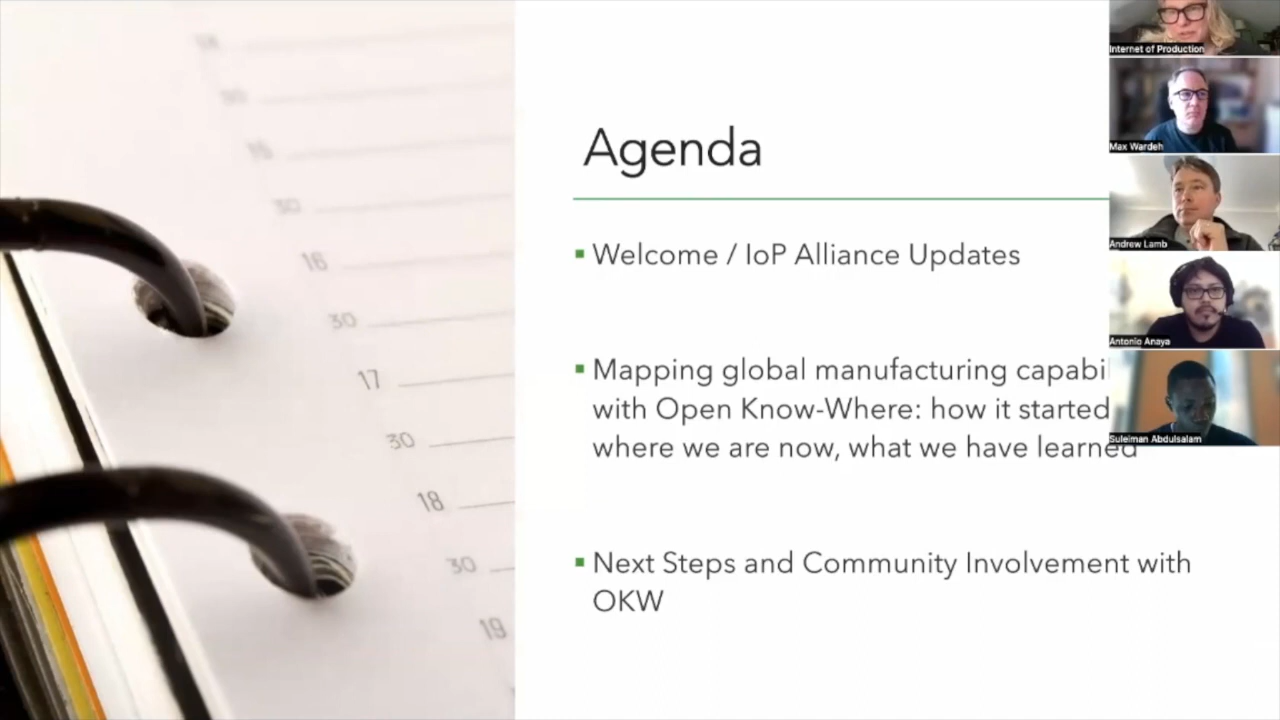 Agenda
Welcome / IoP Alliance Updates
Mapping global manufacturing capabil
with Open Know-Where: how it started
where we are now, what we have learned
Next Steps and Community Involvement with
OKW
Internet of Production
Max Wardeh
Andrew Lamb
Antonio Anaya
Suleiman Abdulsalam
30
16
30
17
30
18
30
19